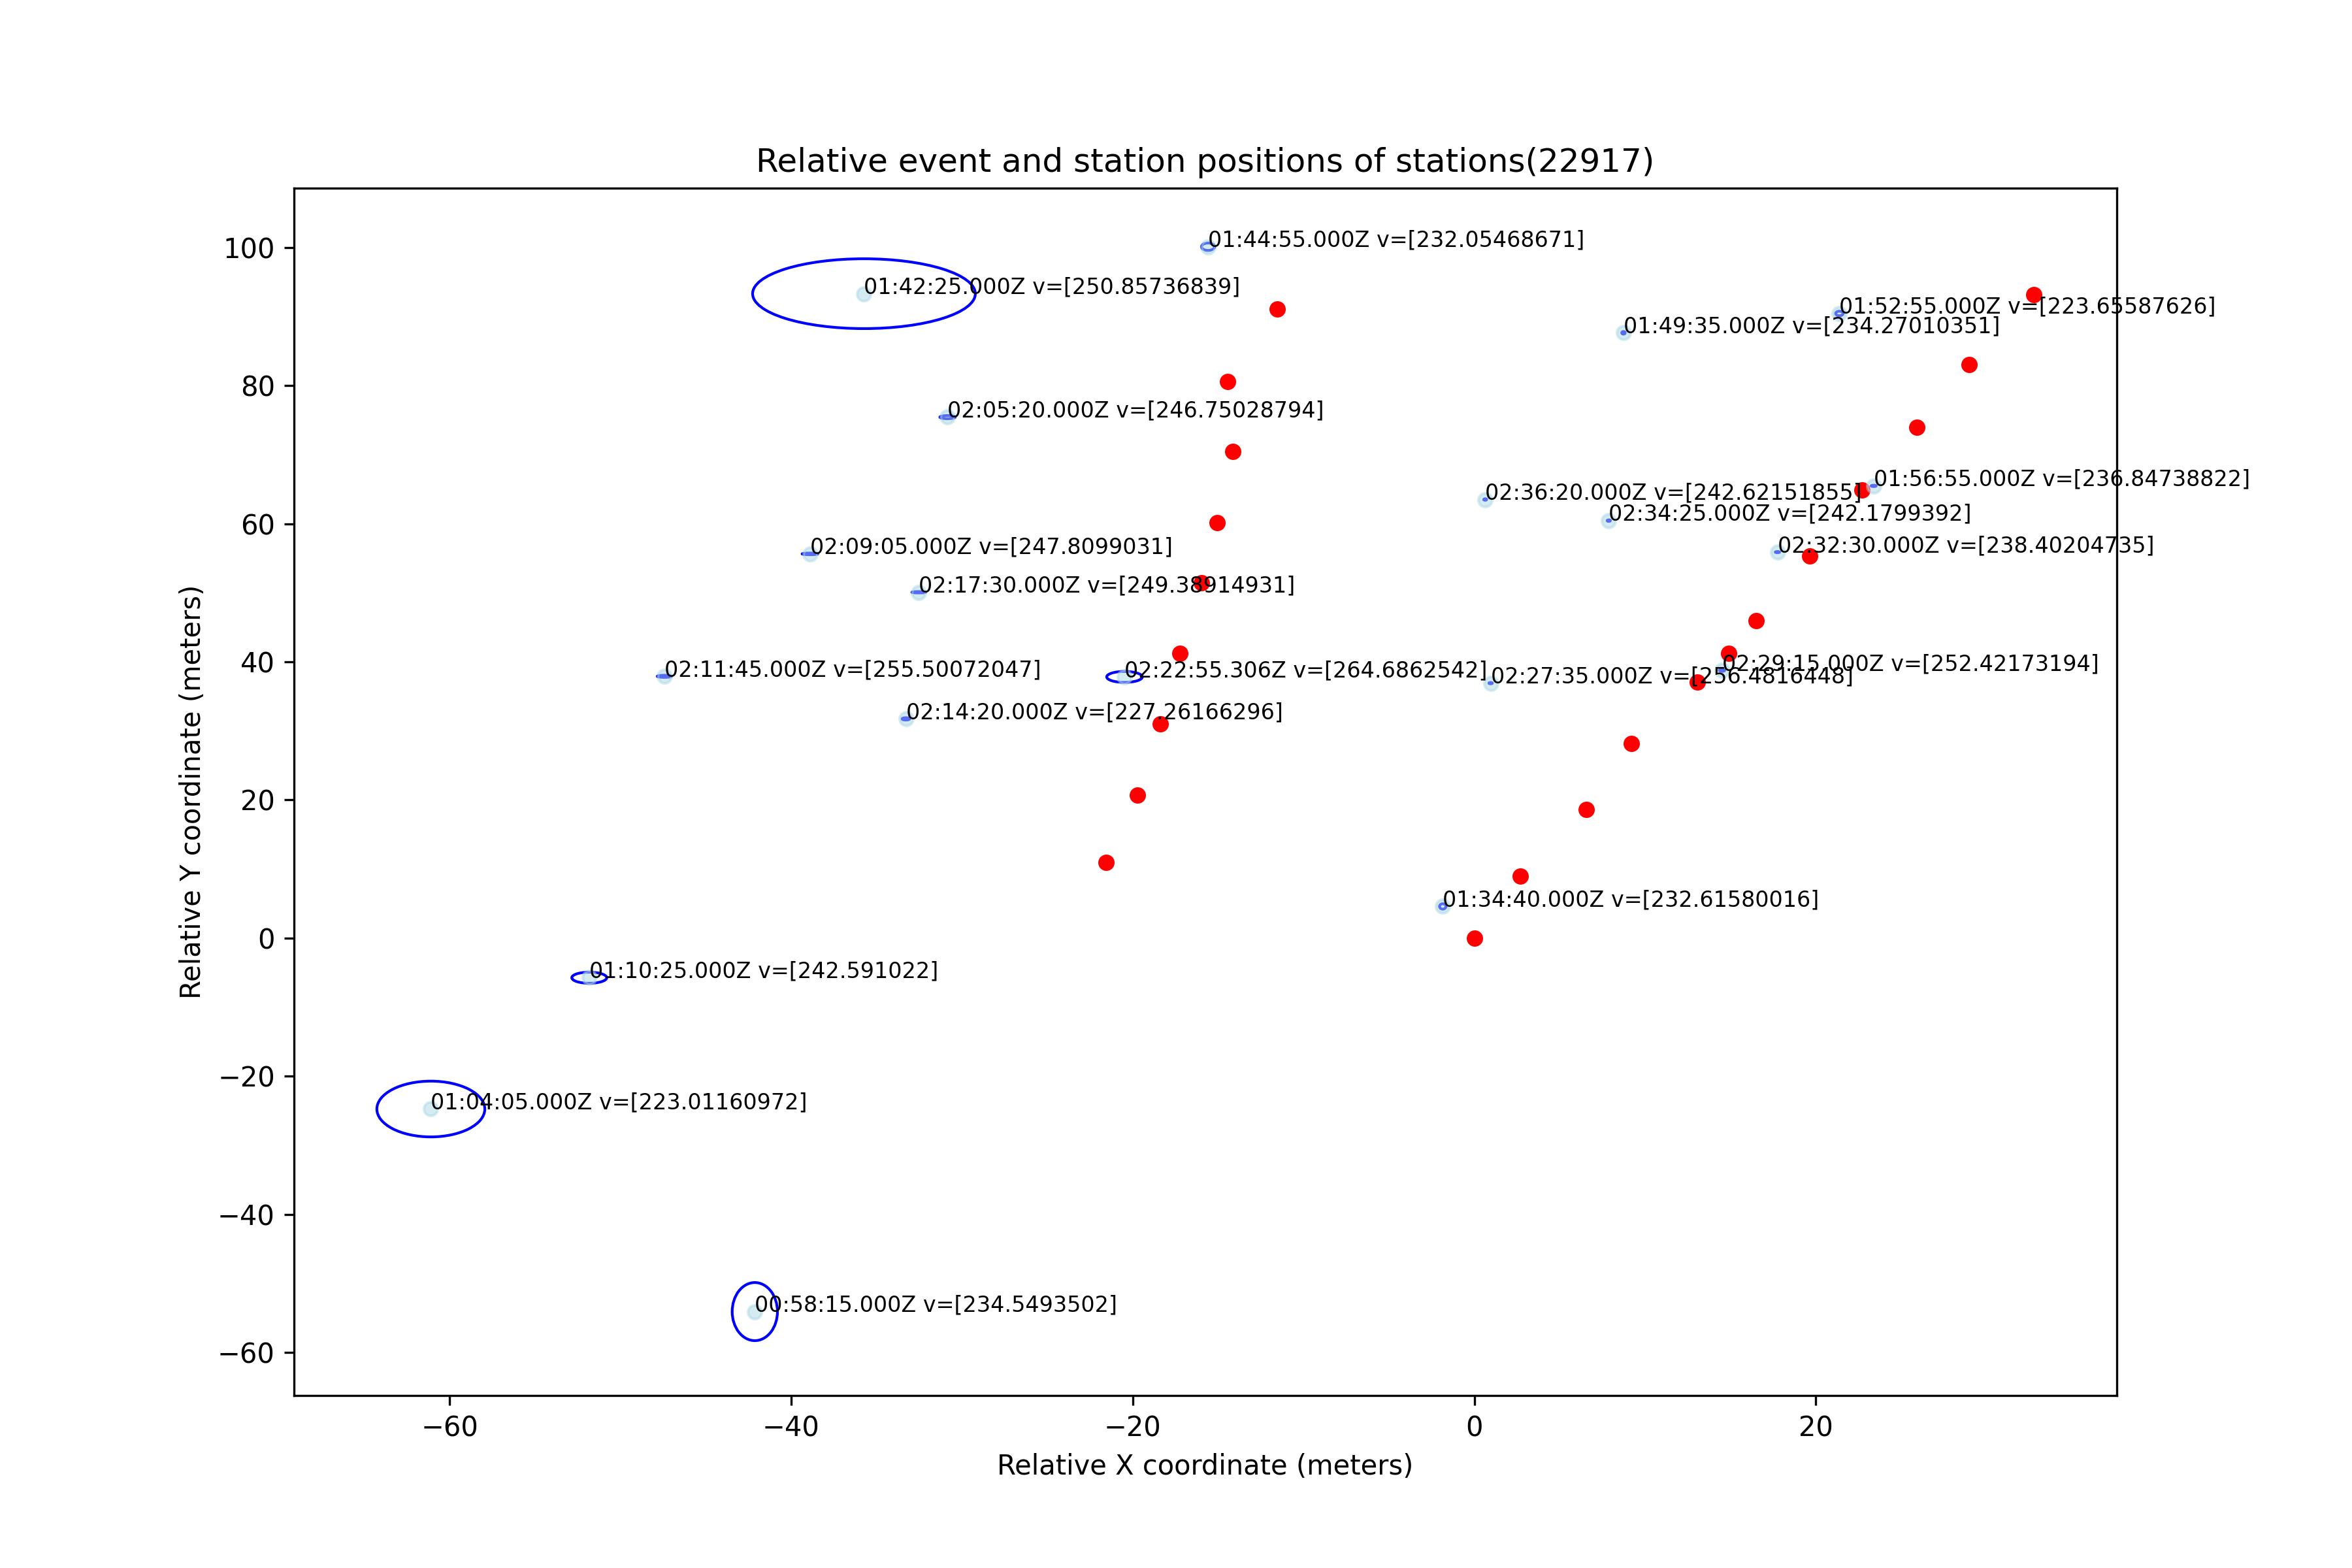 Relative event and station positions of stations(22917)
Relative Y coordinate (meters)
100
80
60
40
20
0
−20
−40
−60
01:44:55.000Z v=[232.05468671]
01:42:25.000Z v=[250.85736839]
01:52:55.000Z v=[223.65587626]
01:49:35.000Z v=[234.27010351]
02:05:20.000Z v=[246.75028794]
01:56:55.000Z v=[236.84738822]
02:36:20.000Z v=[242.62151855]
02:34:25.000Z v=[242.1799392]
02:09:05.000Z v=[247.8099031]
02:32:30.000Z v=[238.40204735]
02:17:30.000Z v=[249.38914931]
02:11:45.000Z v=[255.50072047]
02:22:55.306Z v=[264.6862542]
02:29:15.000Z v=[252.42173194]
02:27:35.000Z v=[256.4816448]
02:14:20.000Z v=[227.26166296]
01:34:40.000Z v=[232.61580016]
01:10:25.000Z v=[242.591022]
01:04:05.000Z v=[223.01160972]
00:58:15.000Z v=[234.5493502]
−60
−40
−20
0
20
Relative X coordinate (meters)